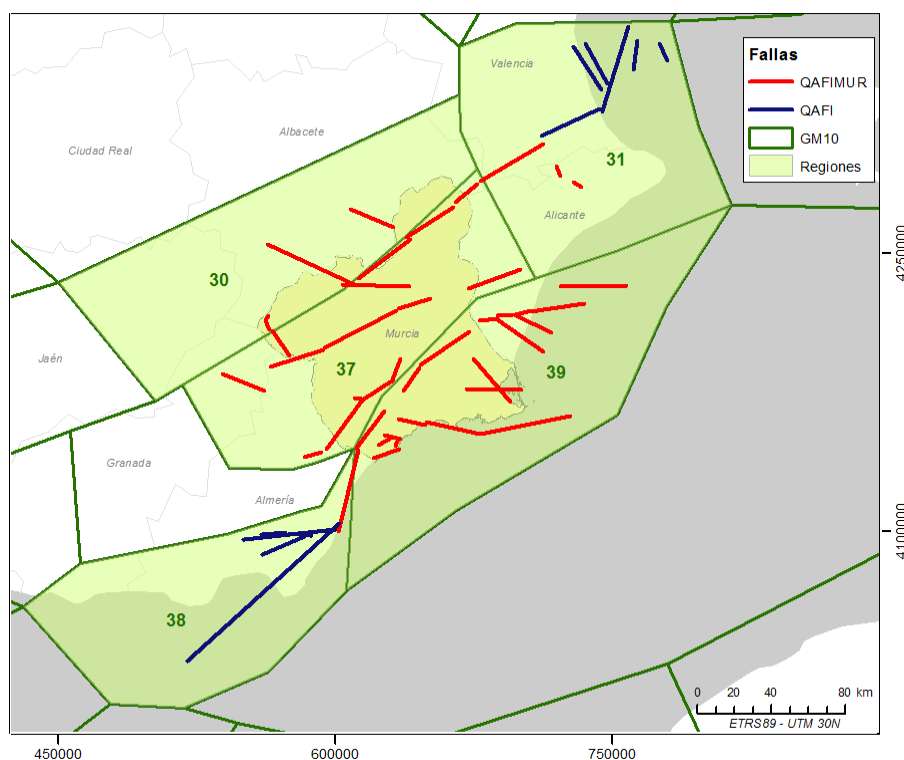 Fallas
QAFIMUR
QAFI
GM10
Regiones
Valencia
Albacete
Ciudad Real
31
Alicante
30
Murcia
Jaén
37
39
Granada
Almería
38
4250000
4100000
0 20 40 80 km
ETRS89 - UTM 30N
450000 600000 750000